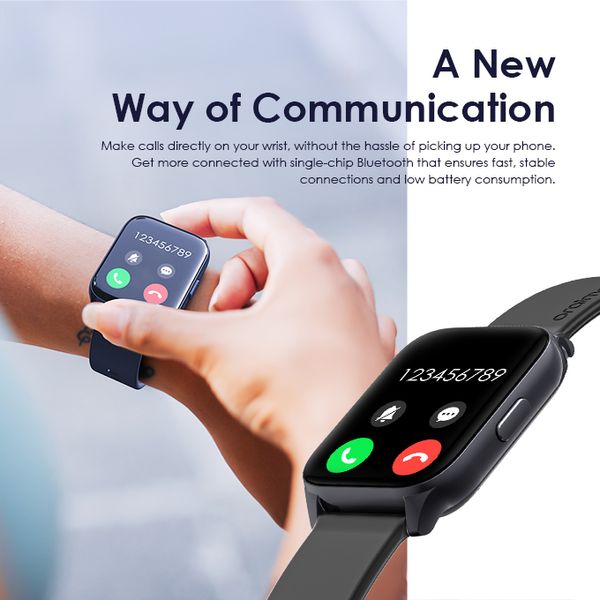 A New
Way of Communication
Make calls directly on your wrist, without the hassle of picking up your phone.
Get more connected with single-chip Bluetooth that ensures fast, stable
connections and low battery consumption.
123456789
123456789